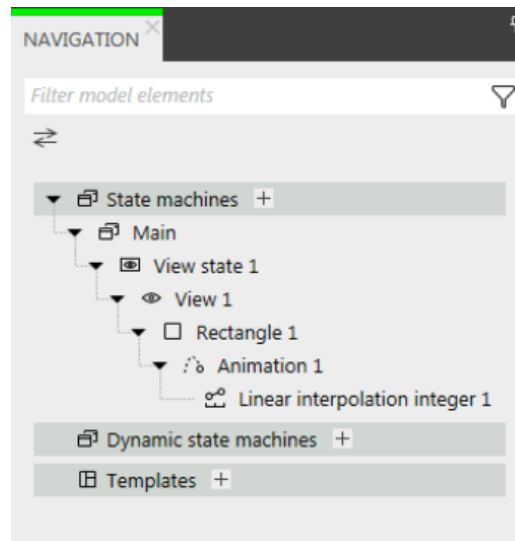 NAVIGATION
Filter model elements
State machines
Main
View state 1
View 1
Rectangle 1
Animation 1
Linear interpolation integer 1
Dynamic state machines
Templates